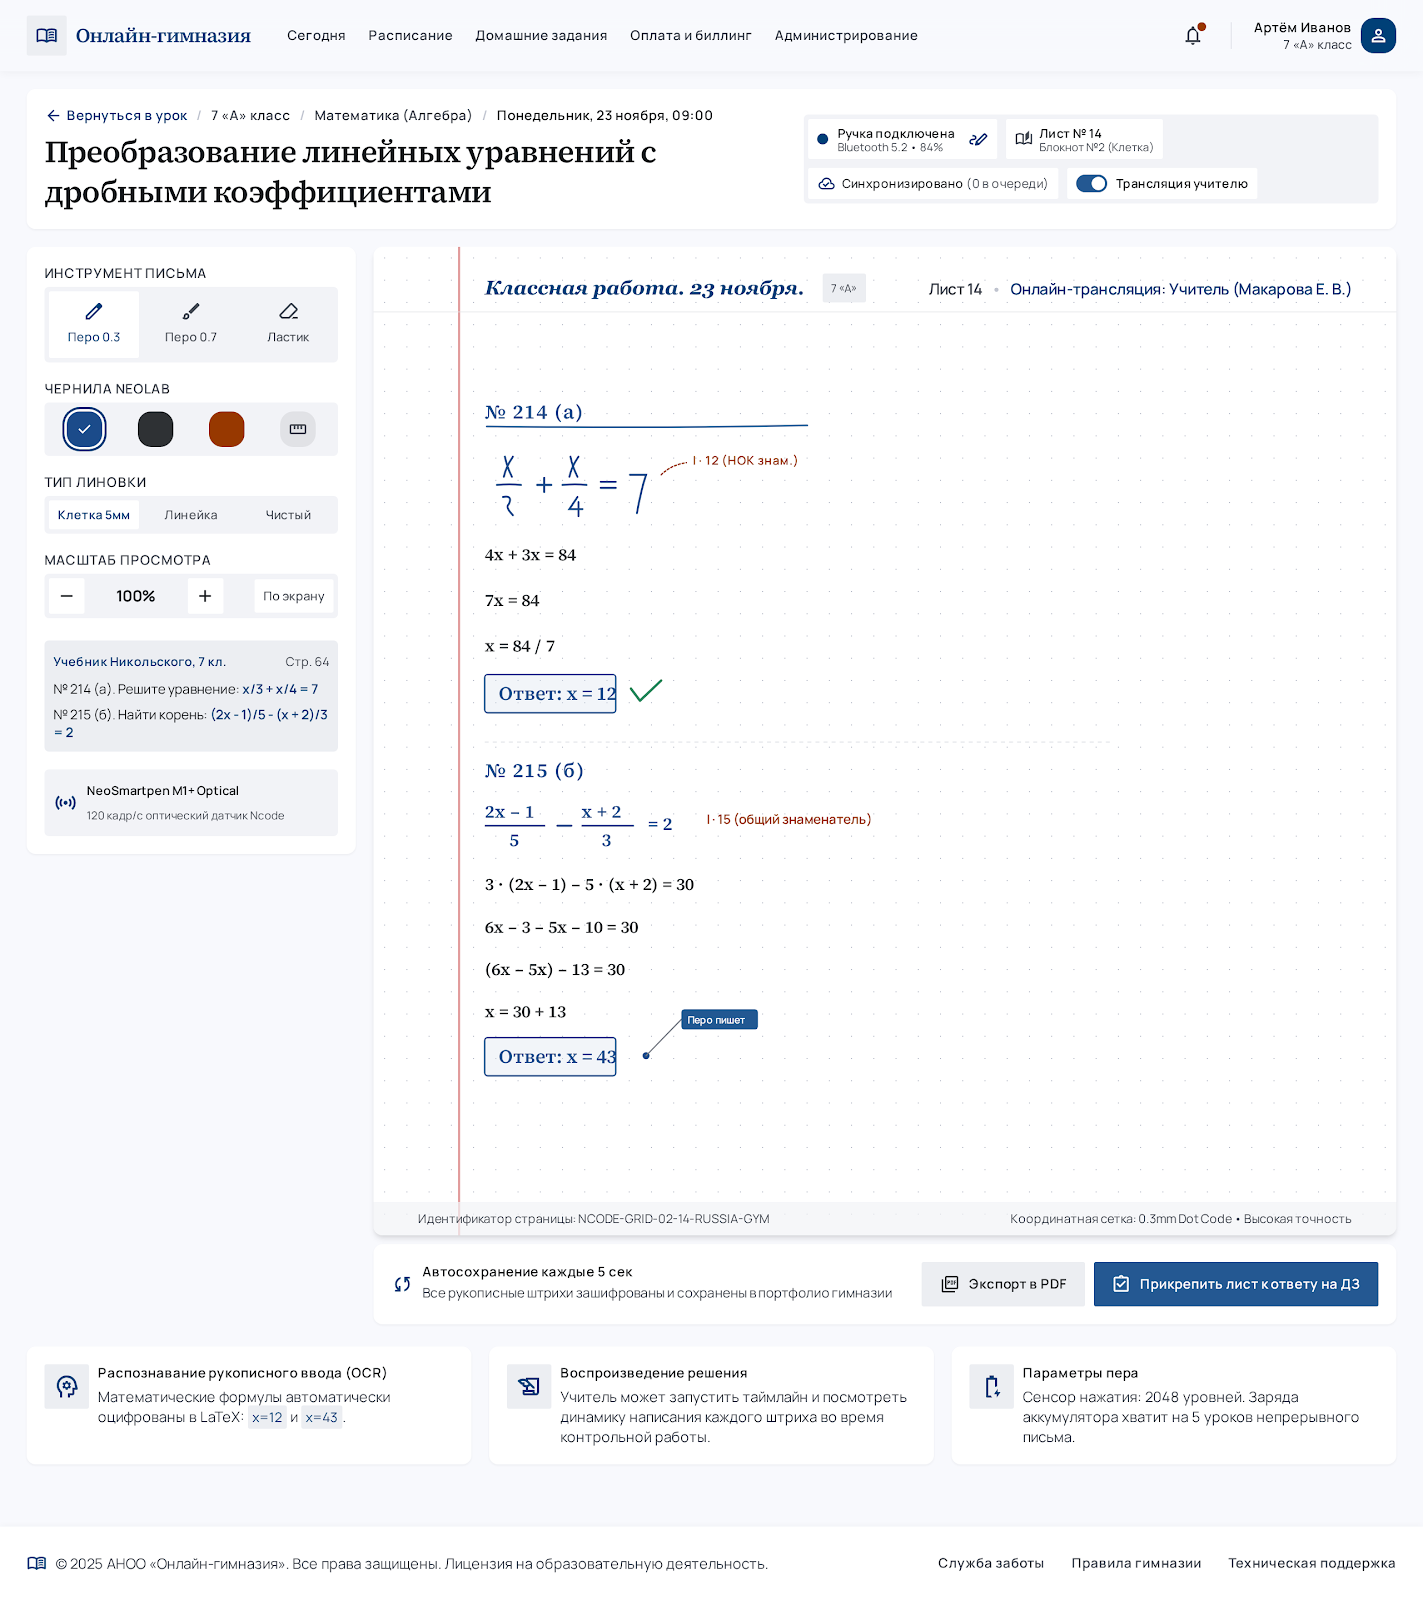 Онлайн-гимназия
Сегодня Расписание Домашние задания Оплата и биллинг Администрирование
Артём Иванов
7 «А» класс
Вернуться в урок / 7 «А» класс / Математика (Алгебра) / Понедельник, 23 ноября, 09:00
Преобразование линейных уравнений с
дробными коэффициентами
Ручка подключена
Bluetooth 5.2 • 84%
Лист № 14
Блокнот №2 (Клетка)
Синхронизировано (0 в очереди)
Трансляция учителю
ИНСТРУМЕНТ ПИСЬМА
Перо 0.3 Перо 0.7 Ластик
ЧЕРНИЛА NEOLAB
ТИП ЛИНОВКИ
Клетка 5мм Линейка Чистый
МАСШТАБ ПРОСМОТРА
− 100% + По экрану
Учебник Никольского, 7 кл. Стр. 64
№ 214 (а). Решите уравнение: x/3 + x/4 = 7
№ 215 (б). Найти корень: (2x - 1)/5 - (x + 2)/3
= 2
NeoSmartpen M1+ Optical
120 кадр/с оптический датчик Ncode
Классная работа. 23 ноября. 7 «А» Лист 14 • Онлайн-трансляция: Учитель (Макарова Е. В.)
№ 214 (а)
x/2 + x/4 = 7
| · 12 (НОК знам.)
4x + 3x = 84
7x = 84
x = 84 / 7
Ответ: x = 12
№ 215 (б)
2x – 1 x + 2
— = 2 | · 15 (общий знаменатель)
5 3
3 · (2x – 1) – 5 · (x + 2) = 30
6x – 3 – 5x – 10 = 30
(6x – 5x) – 13 = 30
x = 30 + 13
Перо пишет
Ответ: x = 43
Идентификатор страницы: NCODE-GRID-02-14-RUSSIA-GYM Координатная сетка: 0.3mm Dot Code • Высокая точность
Автосохранение каждые 5 сек
Все рукописные штрихи зашифрованы и сохранены в портфолио гимназии
Экспорт в PDF
Прикрепить лист к ответу на ДЗ
Распознавание рукописного ввода (OCR)
Математические формулы автоматически
оцифрованы в LaTeX: x=12 и x=43 .
Воспроизведение решения
Учитель может запустить таймлайн и посмотреть
динамику написания каждого штриха во время
контрольной работы.
Параметры пера
Сенсор нажатия: 2048 уровней. Заряда
аккумулятора хватит на 5 уроков непрерывного
письма.
© 2025 АНОО «Онлайн-гимназия». Все права защищены. Лицензия на образовательную деятельность.
Служба заботы Правила гимназии Техническая поддержка